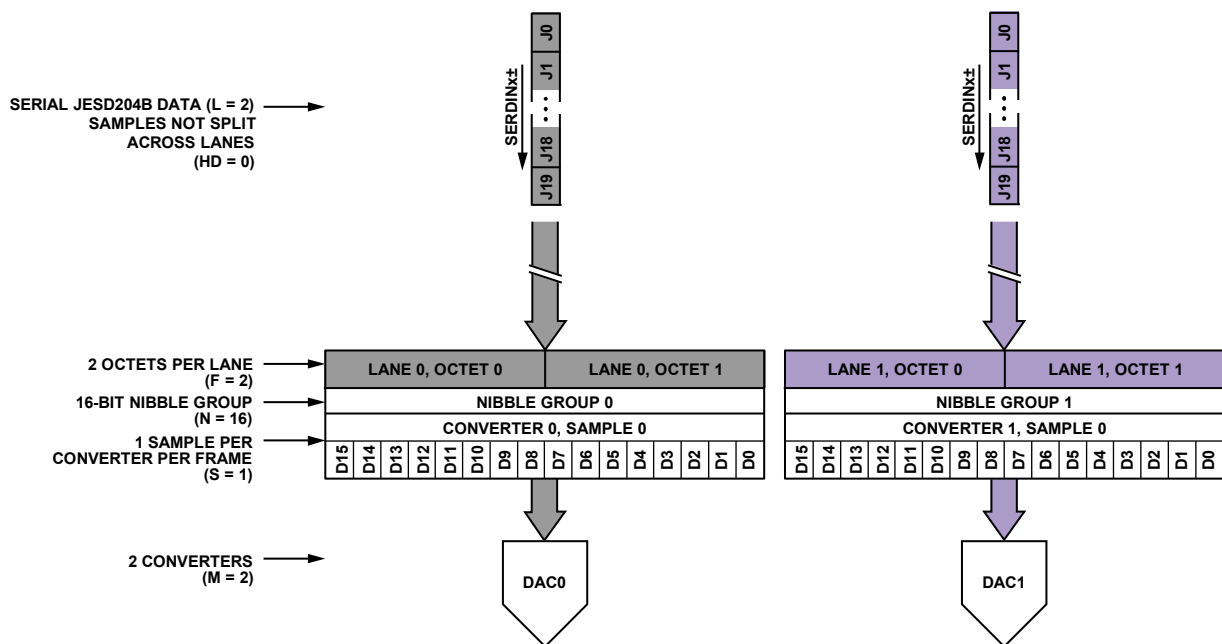 SERIAL JESD204B DATA (L = 2)
SAMPLES NOT SPLIT
ACROSS LANES
(HD = 0)
SERDINx±
J0
J1
J18
J19
SERDINx±
J0
J1
J18
J19
2 OCTETS PER LANE
(F = 2)
LANE 0, OCTET 0 LANE 0, OCTET 1
LANE 1, OCTET 0 LANE 1, OCTET 1
16-BIT NIBBLE GROUP
(N = 16)
NIBBLE GROUP 0
NIBBLE GROUP 1
1 SAMPLE PER
CONVERTER PER FRAME
(S = 1)
CONVERTER 0, SAMPLE 0
CONVERTER 1, SAMPLE 0
D15 D14 D13 D12 D11 D10 D9 D8 D7 D6 D5 D4 D3 D2 D1 D0
D15 D14 D13 D12 D11 D10 D9 D8 D7 D6 D5 D4 D3 D2 D1 D0
2 CONVERTERS
(M = 2)
DAC0
DAC1